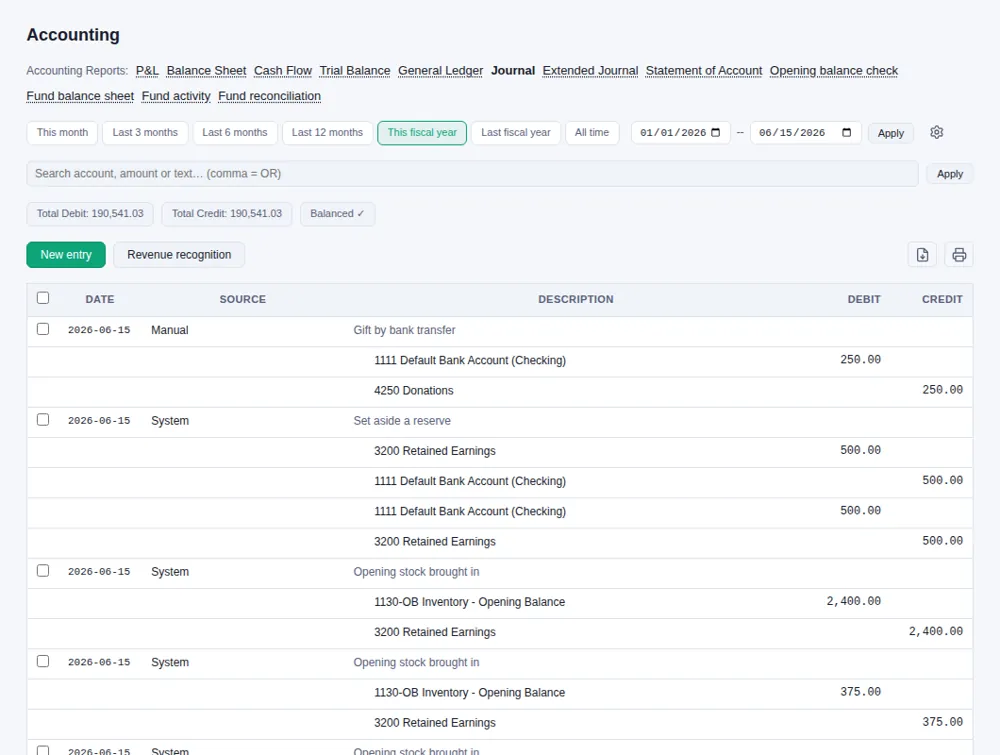 Accounting
Accounting Reports: P&L Balance Sheet Cash Flow Trial Balance General Ledger Journal Extended Journal Statement of Account Opening balance check
Fund balance sheet Fund activity Fund reconciliation
This month Last 3 months Last 6 months Last 12 months This fiscal year Last fiscal year All time 01/01/2026 -- 06/15/2026 Apply
Search account, amount or text… (comma = OR) Apply
Total Debit: 190,541.03 Total Credit: 190,541.03 Balanced ✓
New entry Revenue recognition
DATE SOURCE DESCRIPTION DEBIT CREDIT
2026-06-15 Manual Gift by bank transfer
1111 Default Bank Account (Checking) 250.00
4250 Donations 250.00
2026-06-15 System Set aside a reserve
3200 Retained Earnings 500.00
1111 Default Bank Account (Checking) 500.00
1111 Default Bank Account (Checking) 500.00
3200 Retained Earnings 500.00
2026-06-15 System Opening stock brought in
1130-OB Inventory - Opening Balance 2,400.00
3200 Retained Earnings 2,400.00
2026-06-15 System Opening stock brought in
1130-OB Inventory - Opening Balance 375.00
3200 Retained Earnings 375.00
2026-06-15 System Opening stock brought in